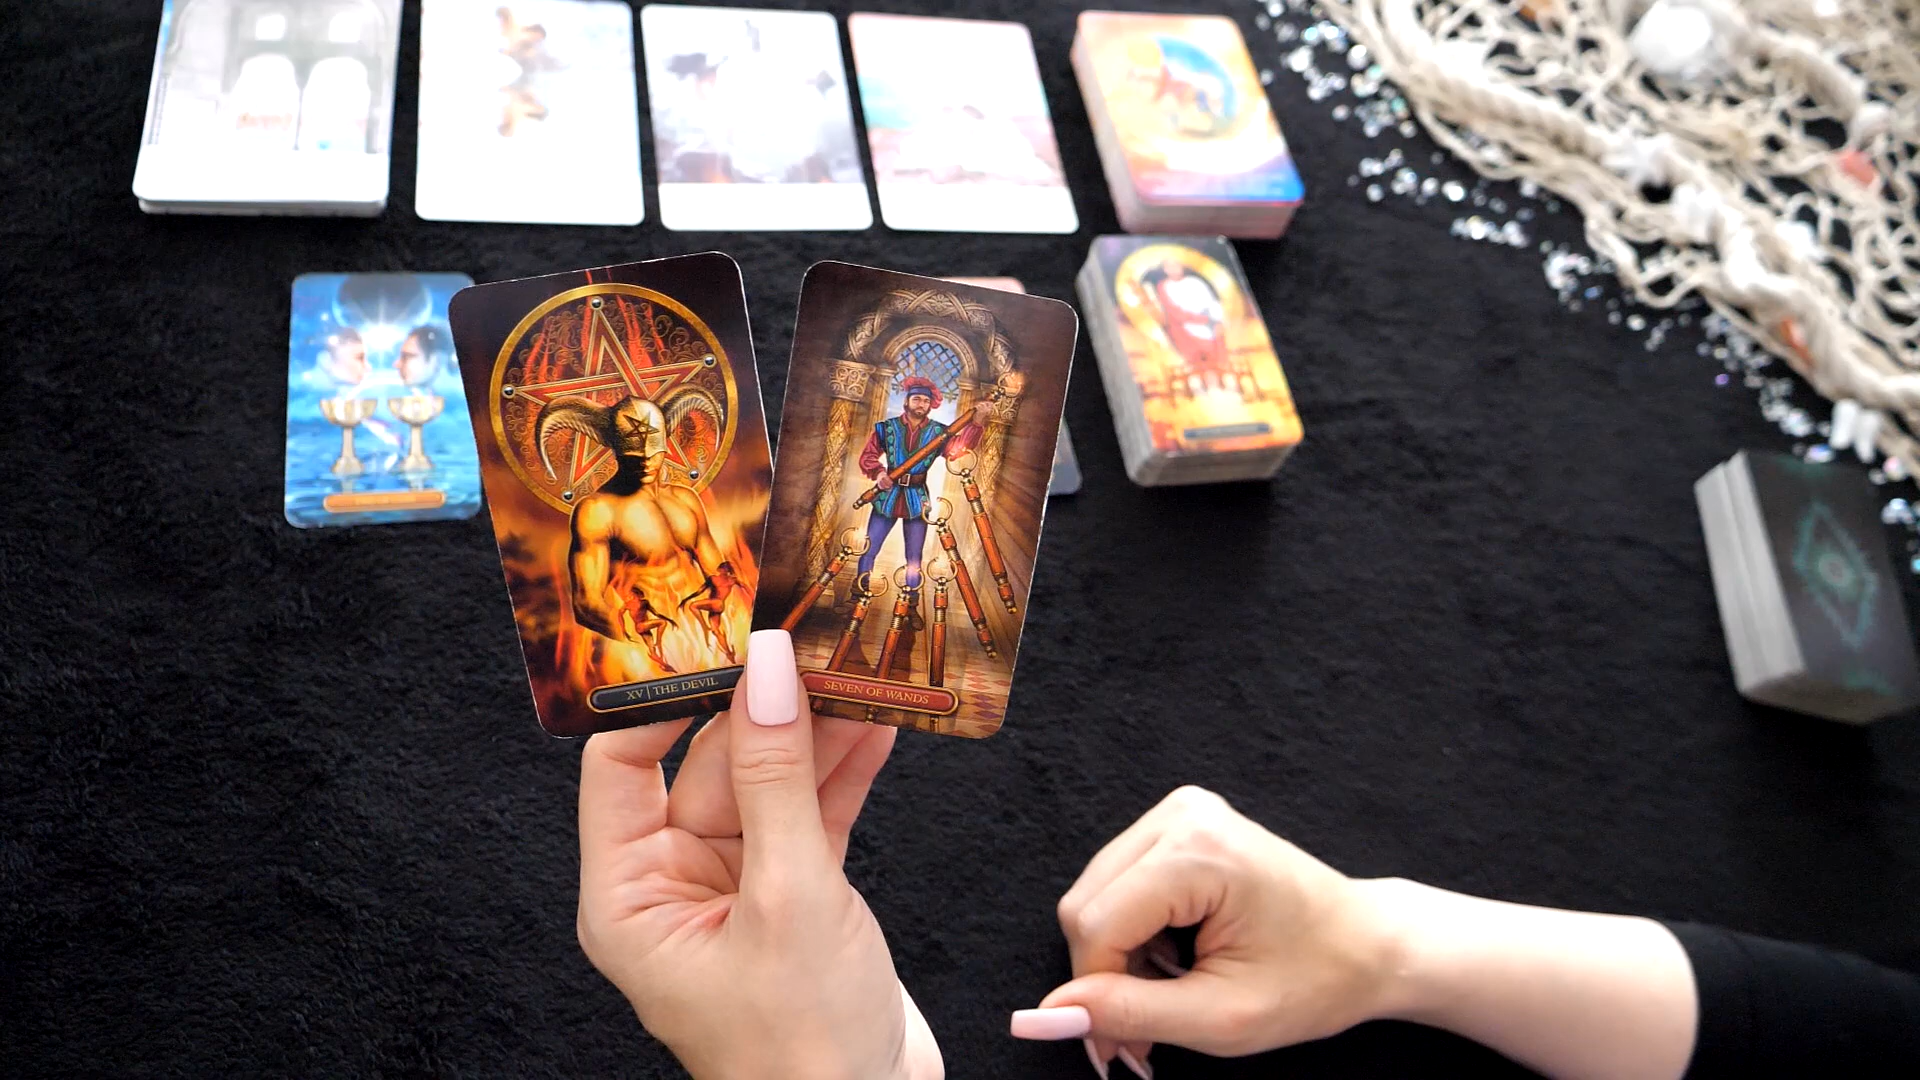 XV | THE DEVIL
SEVEN OF WANDS